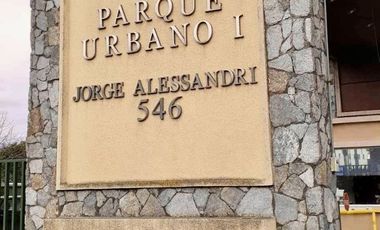 PARQUE
URBANO I
JORGE ALESSANDRI
546